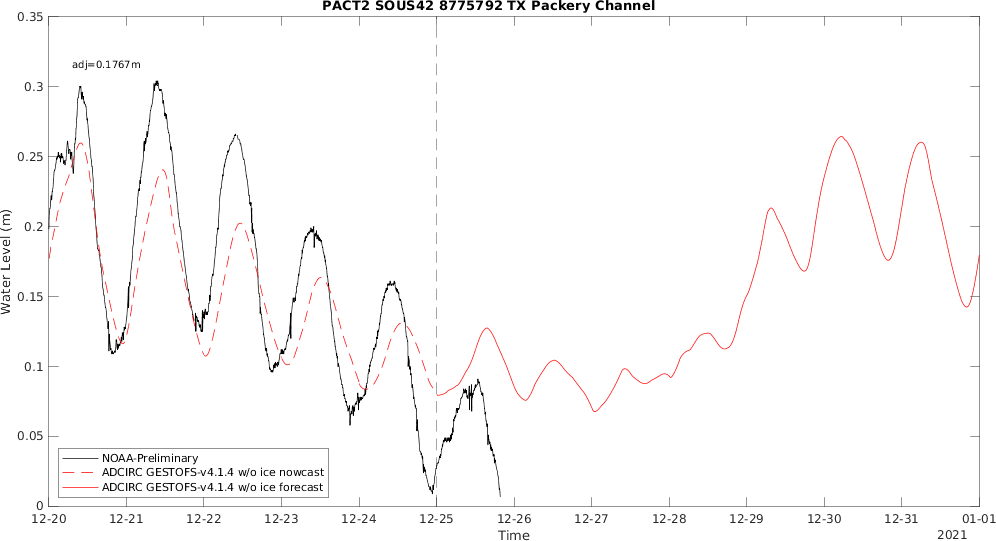 PACT2 SOUS42 8775792 TX Packery Channel
0.35
adj=0.1767m
0.3
0.25
0.2
0.15
0.1
0.05
0
Water Level (m)
NOAA-Preliminary
ADCIRC GESTOFS-v4.1.4 w/o ice nowcast
ADCIRC GESTOFS-v4.1.4 w/o ice forecast
12-20 12-21 12-22 12-23 12-24 12-25 12-26 12-27 12-28 12-29 12-30 12-31 01-01
Time
2021